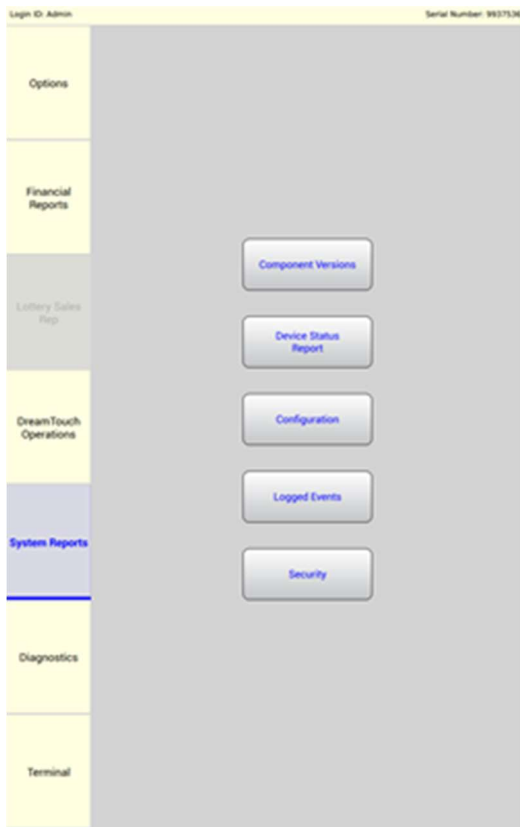 Login ID: Admin
Serial Number: 9937536
Options
Financial
Reports
Lottery Sales
Rep
DreamTouch
Operations
System Reports
Diagnostics
Terminal
Component Versions
Device Status
Report
Configuration
Logged Events
Security